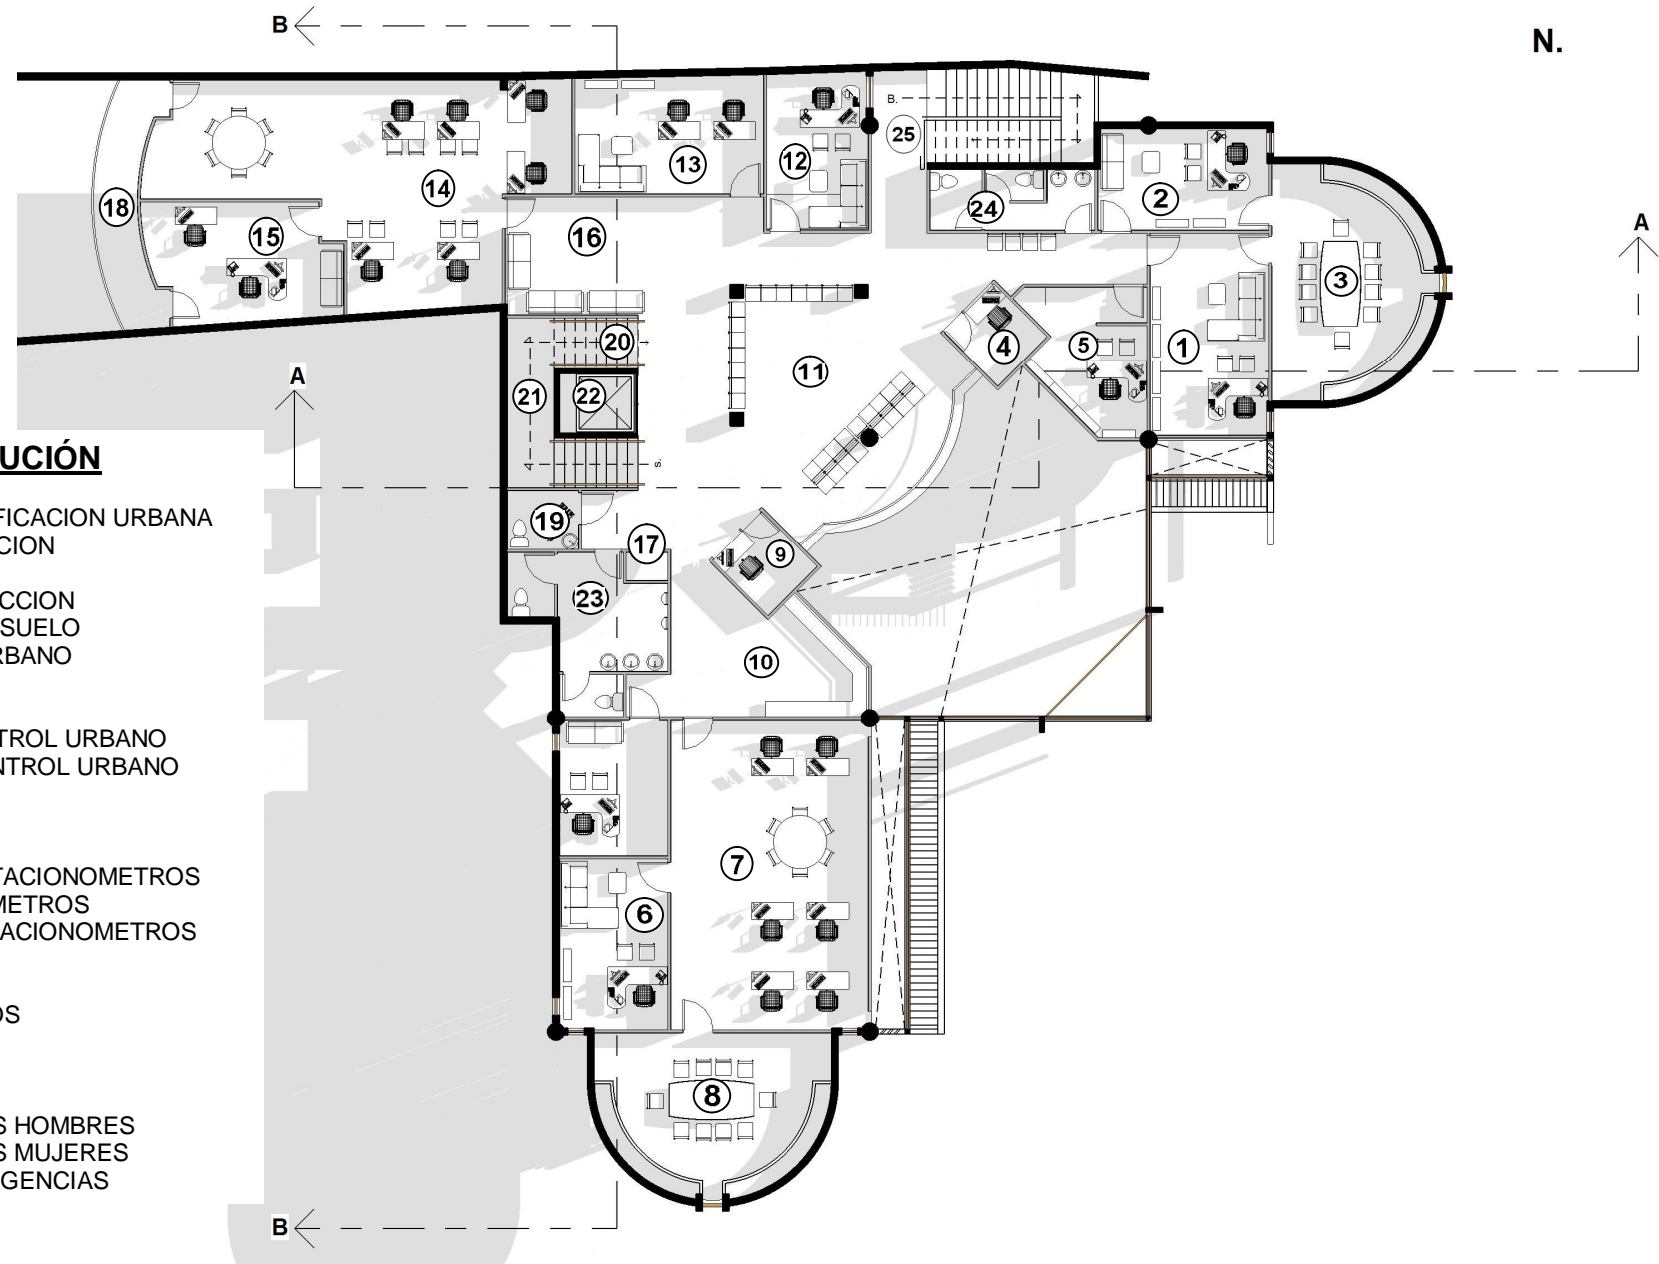 B
N.
B.
25
13
12
14
2
24
18
15
16
A
3
20
4
5
1
11
A
21
22
s.
UCIÓN
FICACION URBANA
CION
19
17
9
CCION
SUELO
RBANO
23
10
TROL URBANO
NTROL URBANO
7
TACIONOMETROS
METROS
ACIONOMETROS
6
OS
8
S HOMBRES
S MUJERES
GENCIAS
B